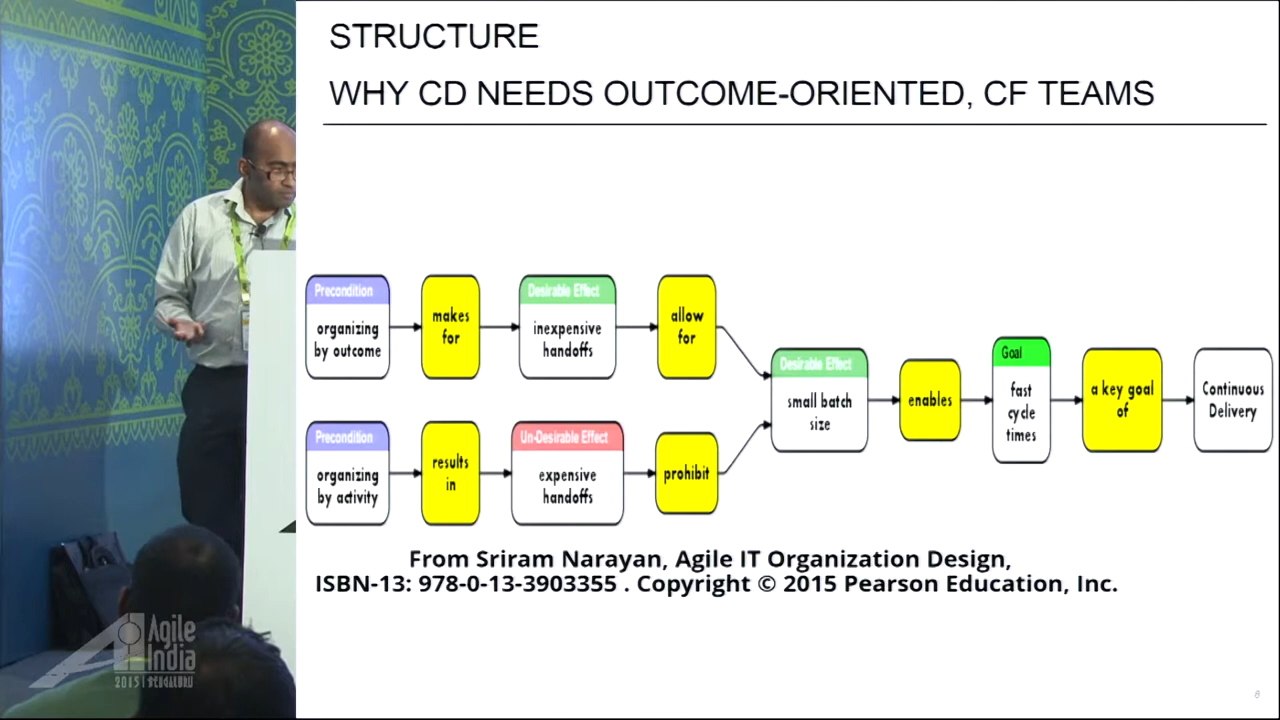 STRUCTURE
WHY CD NEEDS OUTCOME-ORIENTED, CF TEAMS
Precondition
organizing
by outcome
makes
for
Desirable Effect
inexpensive
handoffs
allow
for
Precondition
organizing
by activity
results
in
Un-Desirable Effect
expensive
handoffs
prohibit
Desirable Effect
small batch
size
enables
Goal
fast
cycle
times
a key goal
of
Continuous
Delivery
From Sriram Narayan, Agile IT Organization Design,
ISBN-13: 978-0-13-3903355 . Copyright © 2015 Pearson Education, Inc.
Agile
India
2015 | BENGALURU
8